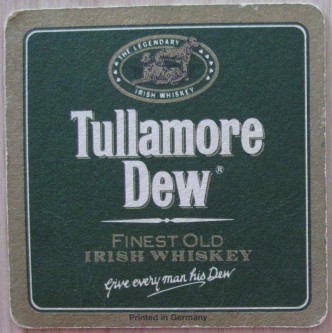 THE LEGENDARY
IRISH WHISKEY
Tullamore
Dew®
FINEST OLD
IRISH WHISKEY
Give every man his Dew
Printed in Germany